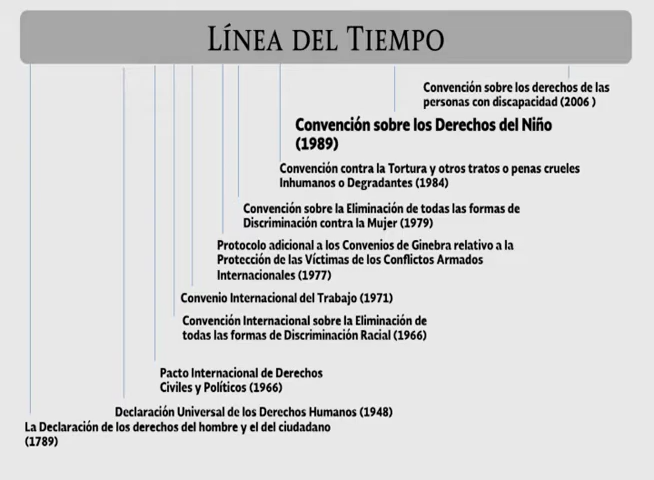 LÍNEA DEL TIEMPO
Convención sobre los derechos de las
personas con discapacidad (2006 )
Convención sobre los Derechos del Niño
(1989)
Convención contra la Tortura y otros tratos o penas crueles
Inhumanos o Degradantes (1984)
Convención sobre la Eliminación de todas las formas de
Discriminación contra la Mujer (1979)
Protocolo adicional a los Convenios de Ginebra relativo a la
Protección de las Víctimas de los Conflictos Armados
Internacionales (1977)
Convenio Internacional del Trabajo (1971)
Convención Internacional sobre la Eliminación de
todas las formas de Discriminación Racial (1966)
Pacto Internacional de Derechos
Civiles y Políticos (1966)
Declaración Universal de los Derechos Humanos (1948)
La Declaración de los derechos del hombre y el del ciudadano
(1789)